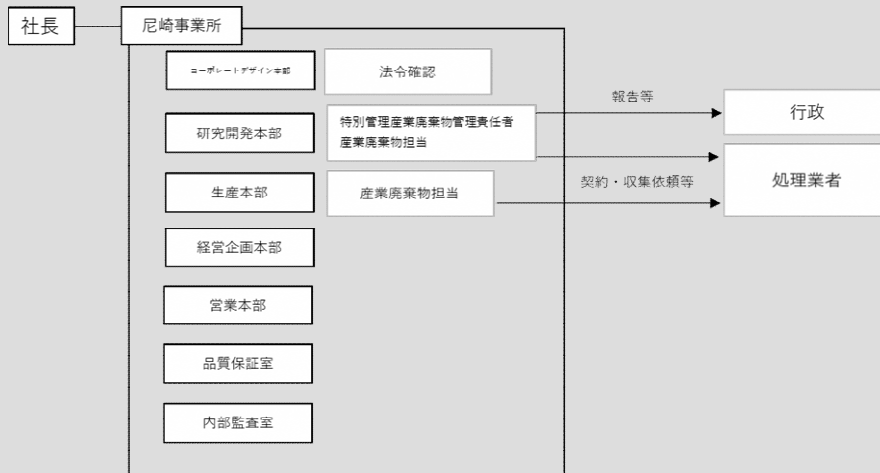 社長
尼崎事業所
コーポレートデザイン本部
法令確認
研究開発本部
特別管理産業廃棄物管理責任者
産業廃棄物担当
報告等
行政
生産本部
産業廃棄物担当
契約・収集依頼等
処理業者
経営企画本部
営業本部
品質保証室
内部監査室